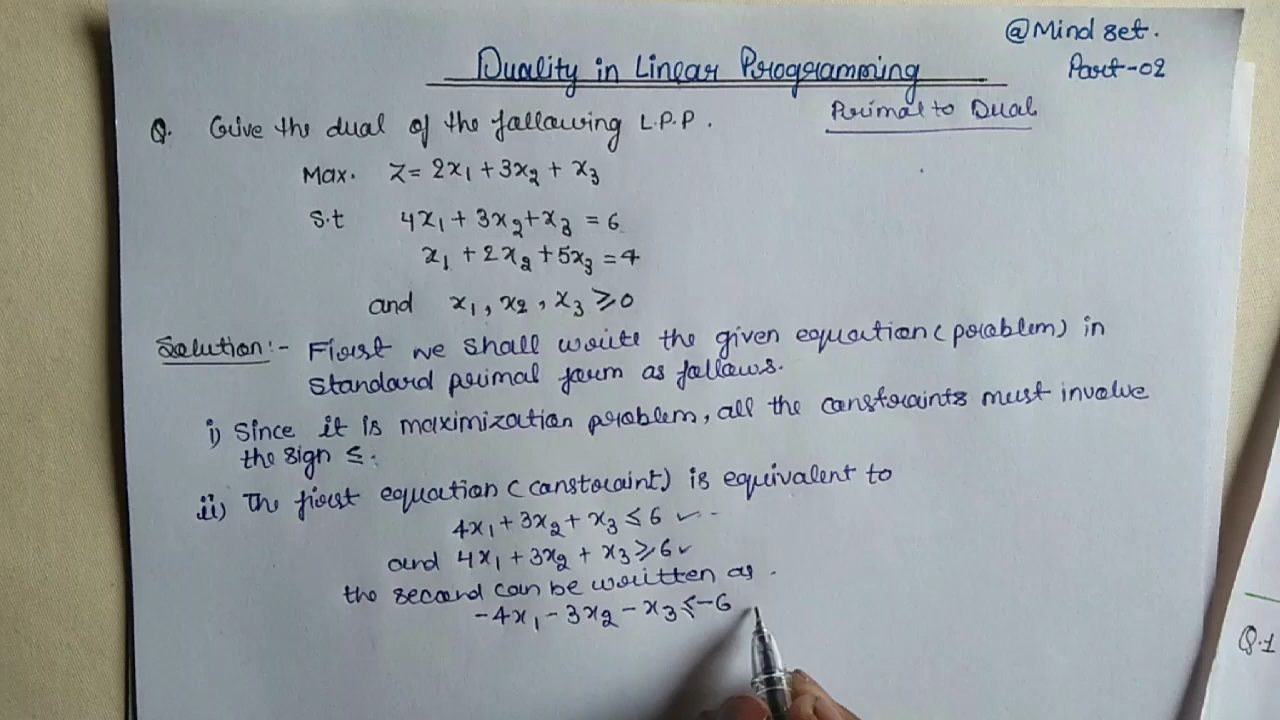 @Mind set.
Part-02
Duality in Linear Programming
Primal to Dual
Q. Give the dual of the following L.P.P.
Max. Z = 2x₁ + 3x₂ + x₃
S.t 4x₁ + 3x₂ + x₃ = 6
x₁ + 2x₂ + 5x₃ = 4
and x₁, x₂, x₃ ⩾ 0
Solution:- First we shall write the given equation (problem) in
Standard primal form as follows.
i) Since it is maximization problem, all the constraints must involve
the sign ≤.
ii) The first equation (constraint) is equivalent to
4x₁ + 3x₂ + x₃ ≤ 6 ✓
and 4x₁ + 3x₂ + x₃ ⩾ 6 ✓
the second can be written as.
-4x₁ - 3x₂ - x₃ ≤ -6
Q.1